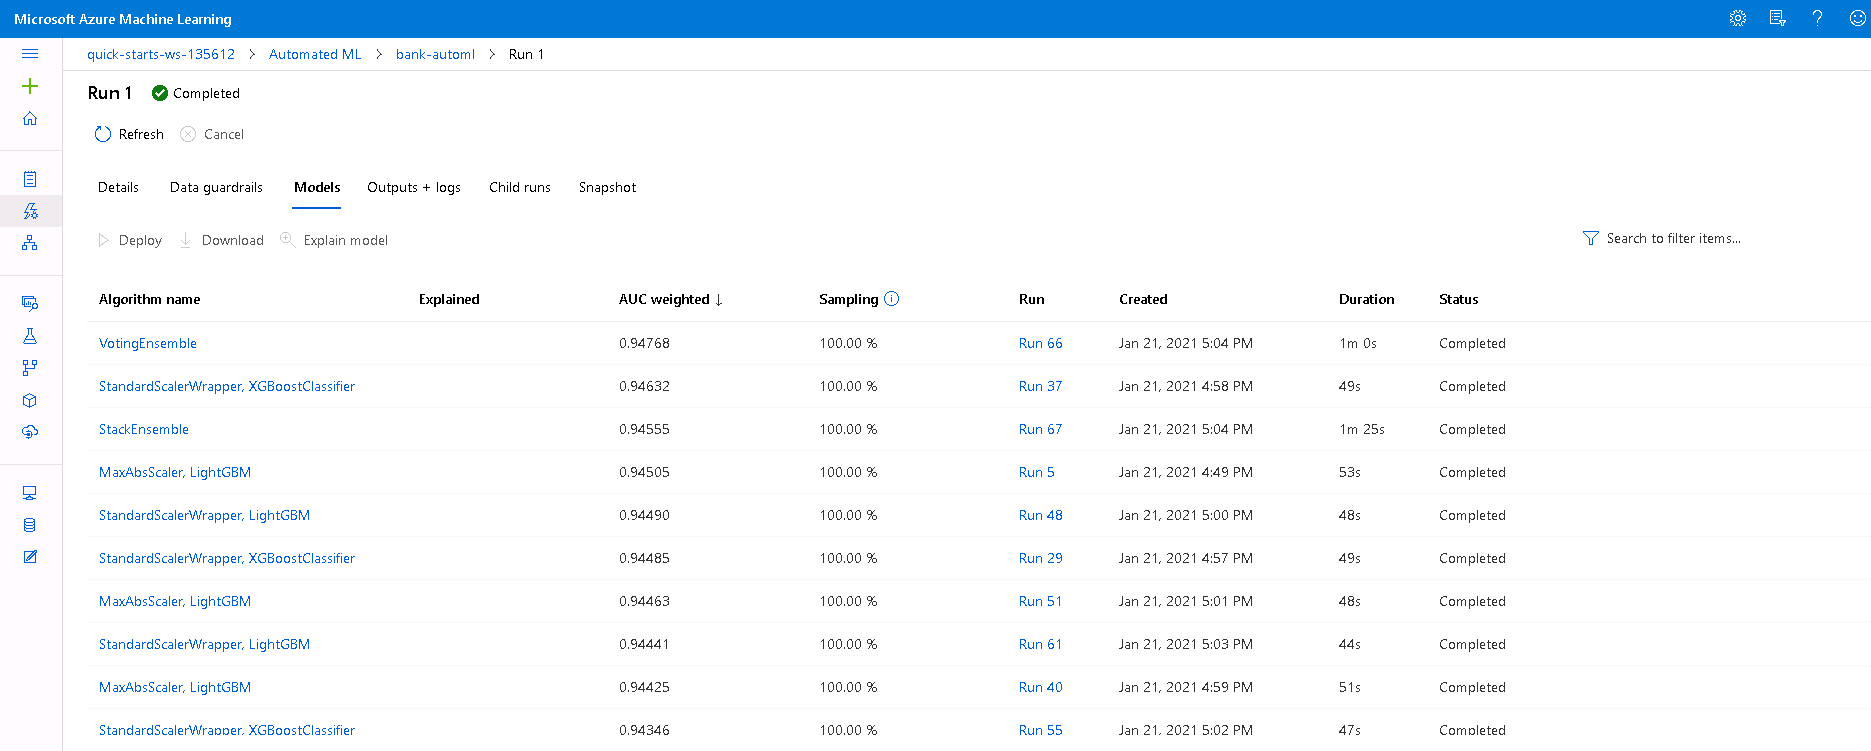 Microsoft Azure Machine Learning
quick-starts-ws-135612 > Automated ML > bank-automl > Run 1
Run 1 Completed
Refresh Cancel
Details Data guardrails Models Outputs + logs Child runs Snapshot
Deploy Download Explain model Search to filter items...
Algorithm name Explained AUC weighted ↓ Sampling Run Created Duration Status
VotingEnsemble 0.94768 100.00 % Run 66 Jan 21, 2021 5:04 PM 1m 0s Completed
StandardScalerWrapper, XGBoostClassifier 0.94632 100.00 % Run 37 Jan 21, 2021 4:58 PM 49s Completed
StackEnsemble 0.94555 100.00 % Run 67 Jan 21, 2021 5:04 PM 1m 25s Completed
MaxAbsScaler, LightGBM 0.94505 100.00 % Run 5 Jan 21, 2021 4:49 PM 53s Completed
StandardScalerWrapper, LightGBM 0.94490 100.00 % Run 48 Jan 21, 2021 5:00 PM 48s Completed
StandardScalerWrapper, XGBoostClassifier 0.94485 100.00 % Run 29 Jan 21, 2021 4:57 PM 49s Completed
MaxAbsScaler, LightGBM 0.94463 100.00 % Run 51 Jan 21, 2021 5:01 PM 48s Completed
StandardScalerWrapper, LightGBM 0.94441 100.00 % Run 61 Jan 21, 2021 5:03 PM 44s Completed
MaxAbsScaler, LightGBM 0.94425 100.00 % Run 40 Jan 21, 2021 4:59 PM 51s Completed
StandardScalerWrapper, XGBoostClassifier 0.94346 100.00 % Run 55 Jan 21, 2021 5:02 PM 47s Completed